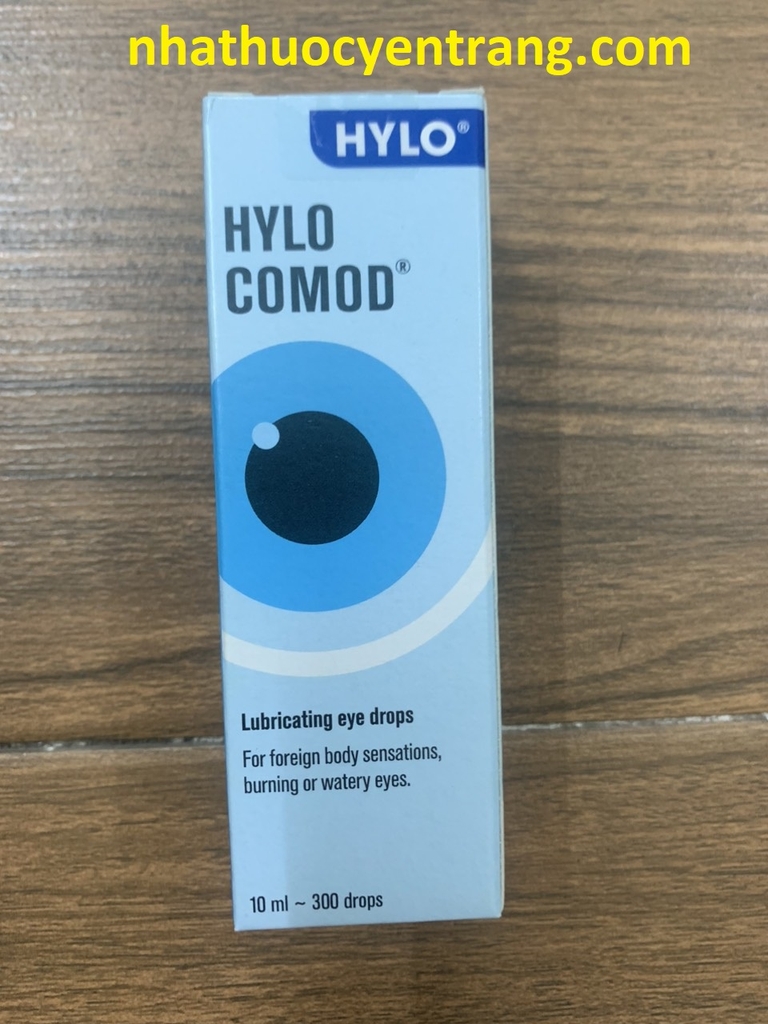 nhathuocyentrang.com
HYLO®
HYLO
COMOD®
Lubricating eye drops
For foreign body sensations,
burning or watery eyes.
10 ml ~ 300 drops